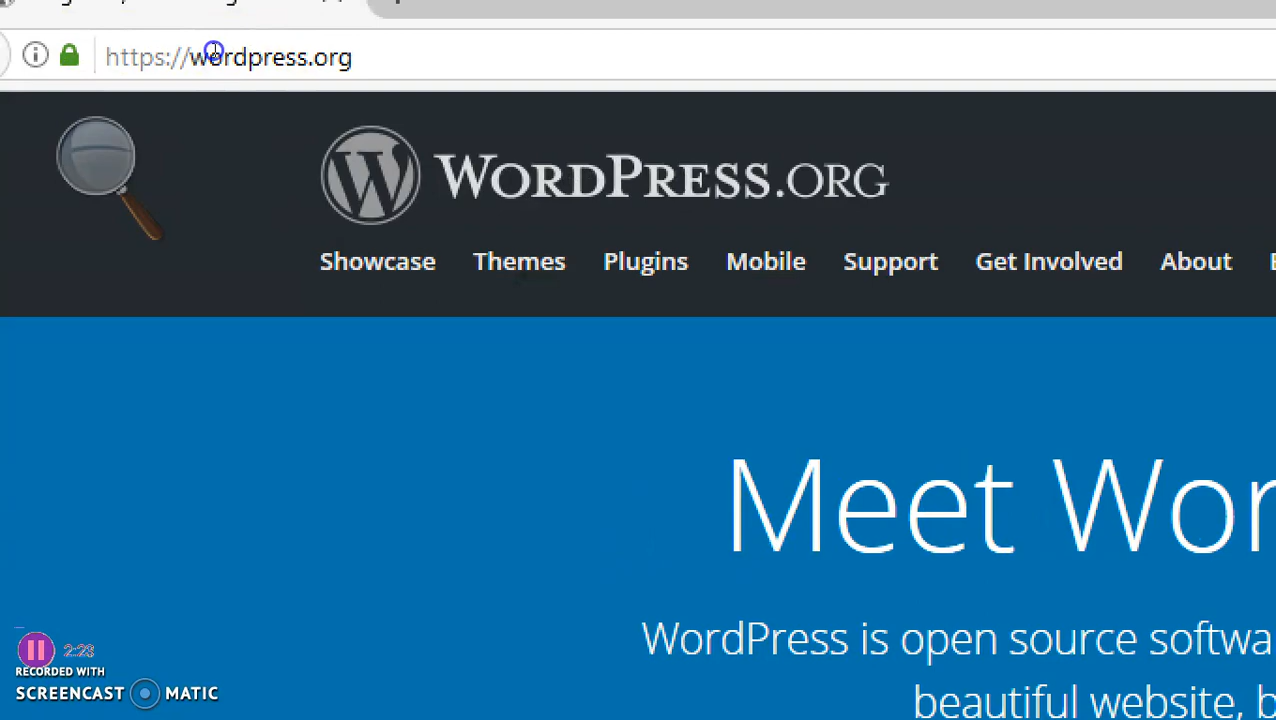 https://wordpress.org
WORDPRESS.ORG
Showcase Themes Plugins Mobile Support Get Involved About
Meet Wor
WordPress is open source softwa
beautiful website, b
2:23
RECORDED WITH
SCREENCAST MATIC